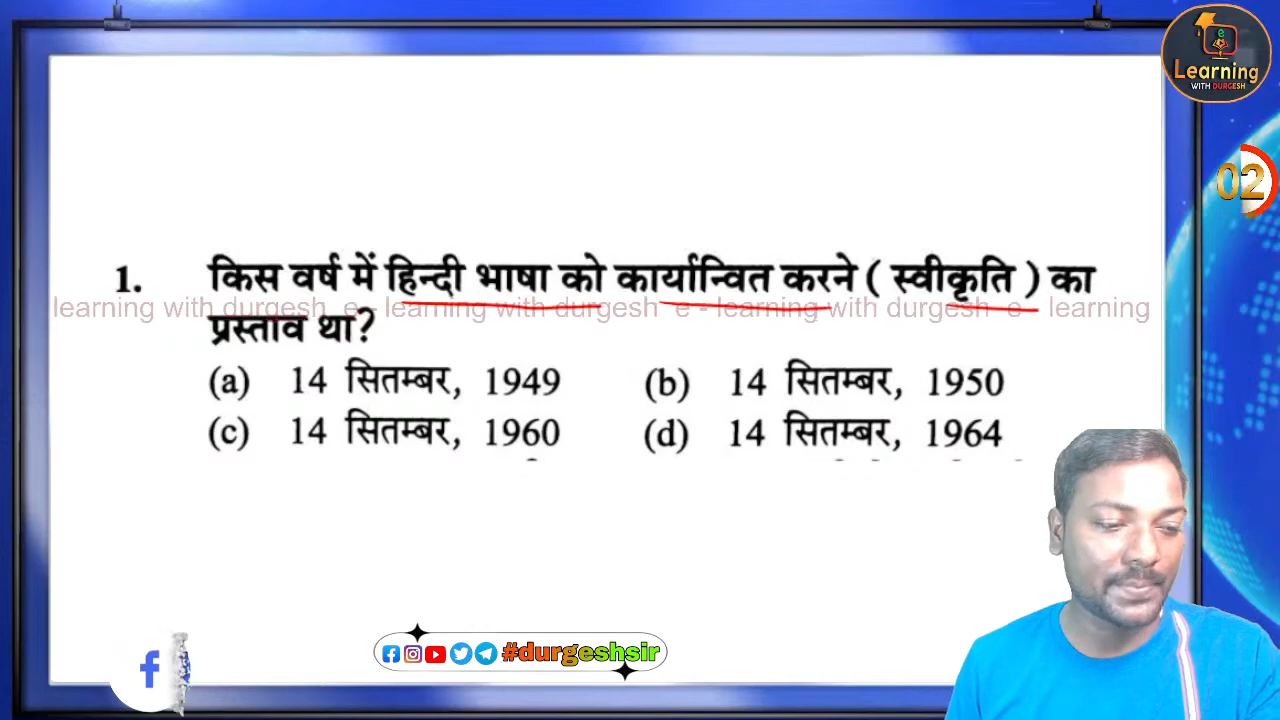 e
Learning
WITH DURGESH
02
1. किस वर्ष में हिन्दी भाषा को कार्यान्वित करने ( स्वीकृति ) का
learning with durgesh e - learning with durgesh e - learning with durgesh e - learning
प्रस्ताव था?
(a) 14 सितम्बर, 1949 (b) 14 सितम्बर, 1950
(c) 14 सितम्बर, 1960 (d) 14 सितम्बर, 1964
#durgeshsir